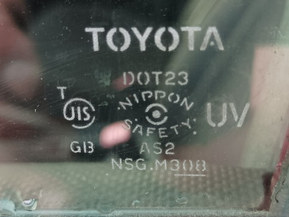 TOYOTA
DOT23
T
JIS
NIPPON
SAFETY
UV
G13
AS2
NSG.M308